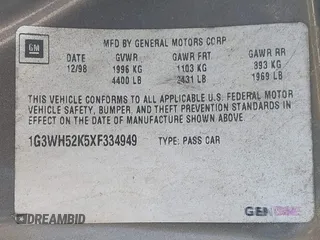 GM
MFD BY GENERAL MOTORS CORP
DATE GVWR GAWR FRT GAWR RR
12/98 1996 KG 1103 KG 893 KG
4400 LB 2431 LB 1969 LB
THIS VEHICLE CONFORMS TO ALL APPLICABLE U.S. FEDERAL MOTOR
VEHICLE SAFETY, BUMPER, AND THEFT PREVENTION STANDARDS IN
EFFECT ON THE DATE OF MANUFACTURE SHOWN ABOVE.
1G3WH52K5XF334949 TYPE: PASS CAR
DREAMBID